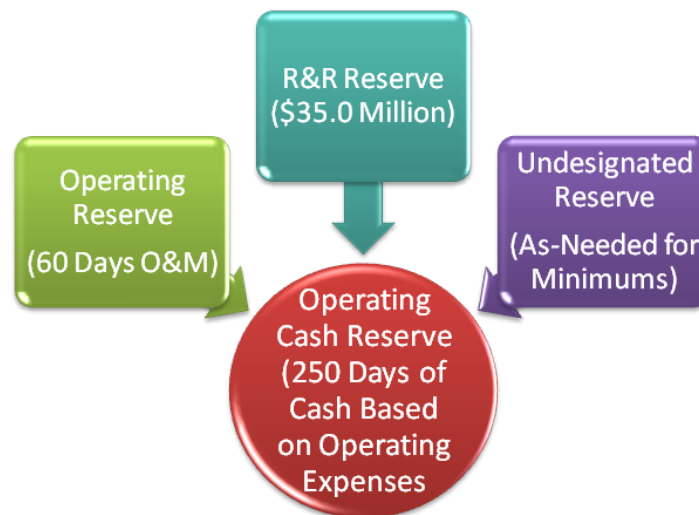 R&R Reserve
($35.0 Million)
Operating
Reserve
(60 Days O&M)
Undesignated
Reserve
(As-Needed for
Minimums)
Operating
Cash Reserve
(250 Days of
Cash Based
on Operating
Expenses